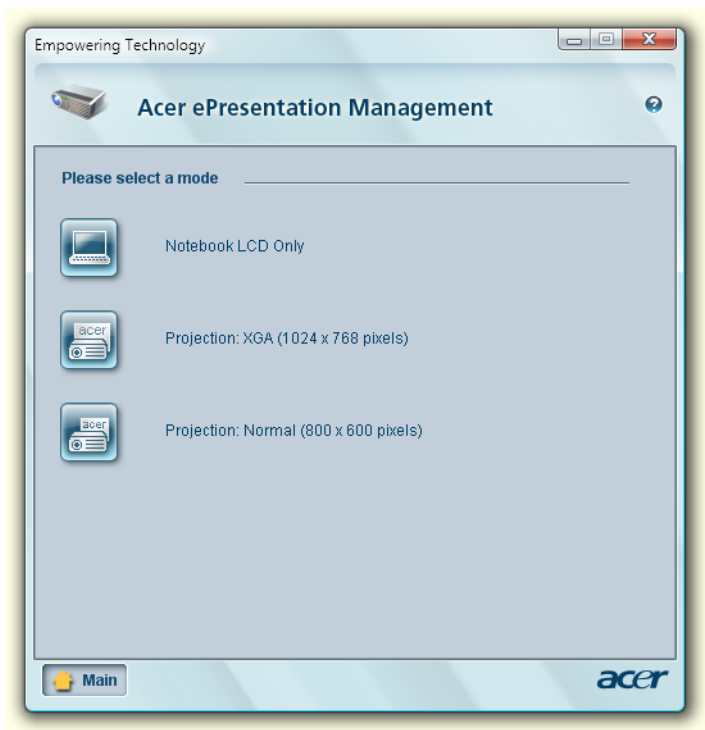 Empowering Technology
Acer ePresentation Management
Please select a mode
Notebook LCD Only
acer
Projection: XGA (1024 x 768 pixels)
acer
Projection: Normal (800 x 600 pixels)
Main
acer